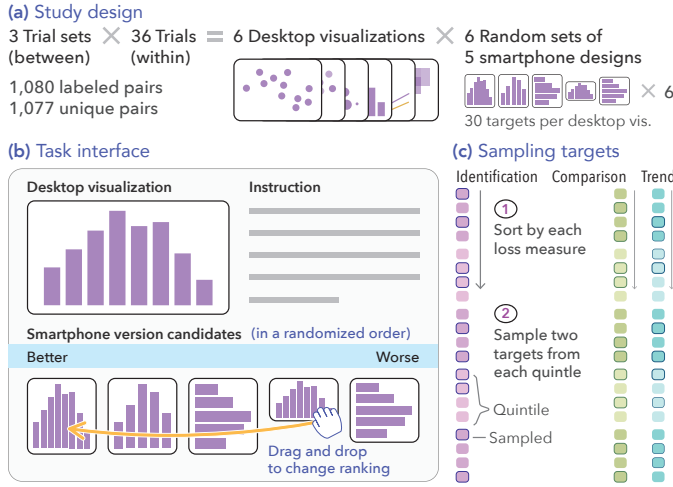 (a) Study design
3 Trial sets
(between)
×
36 Trials
(within)
=
6 Desktop visualizations
×
6 Random sets of
5 smartphone designs
1,080 labeled pairs
1,077 unique pairs
× 6
30 targets per desktop vis.
(b) Task interface
Desktop visualization
Instruction
Smartphone version candidates (in a randomized order)
Better
Worse
Drag and drop
to change ranking
(c) Sampling targets
Identification Comparison Trend
1
Sort by each
loss measure
2
Sample two
targets from
each quintle
Quintile
Sampled